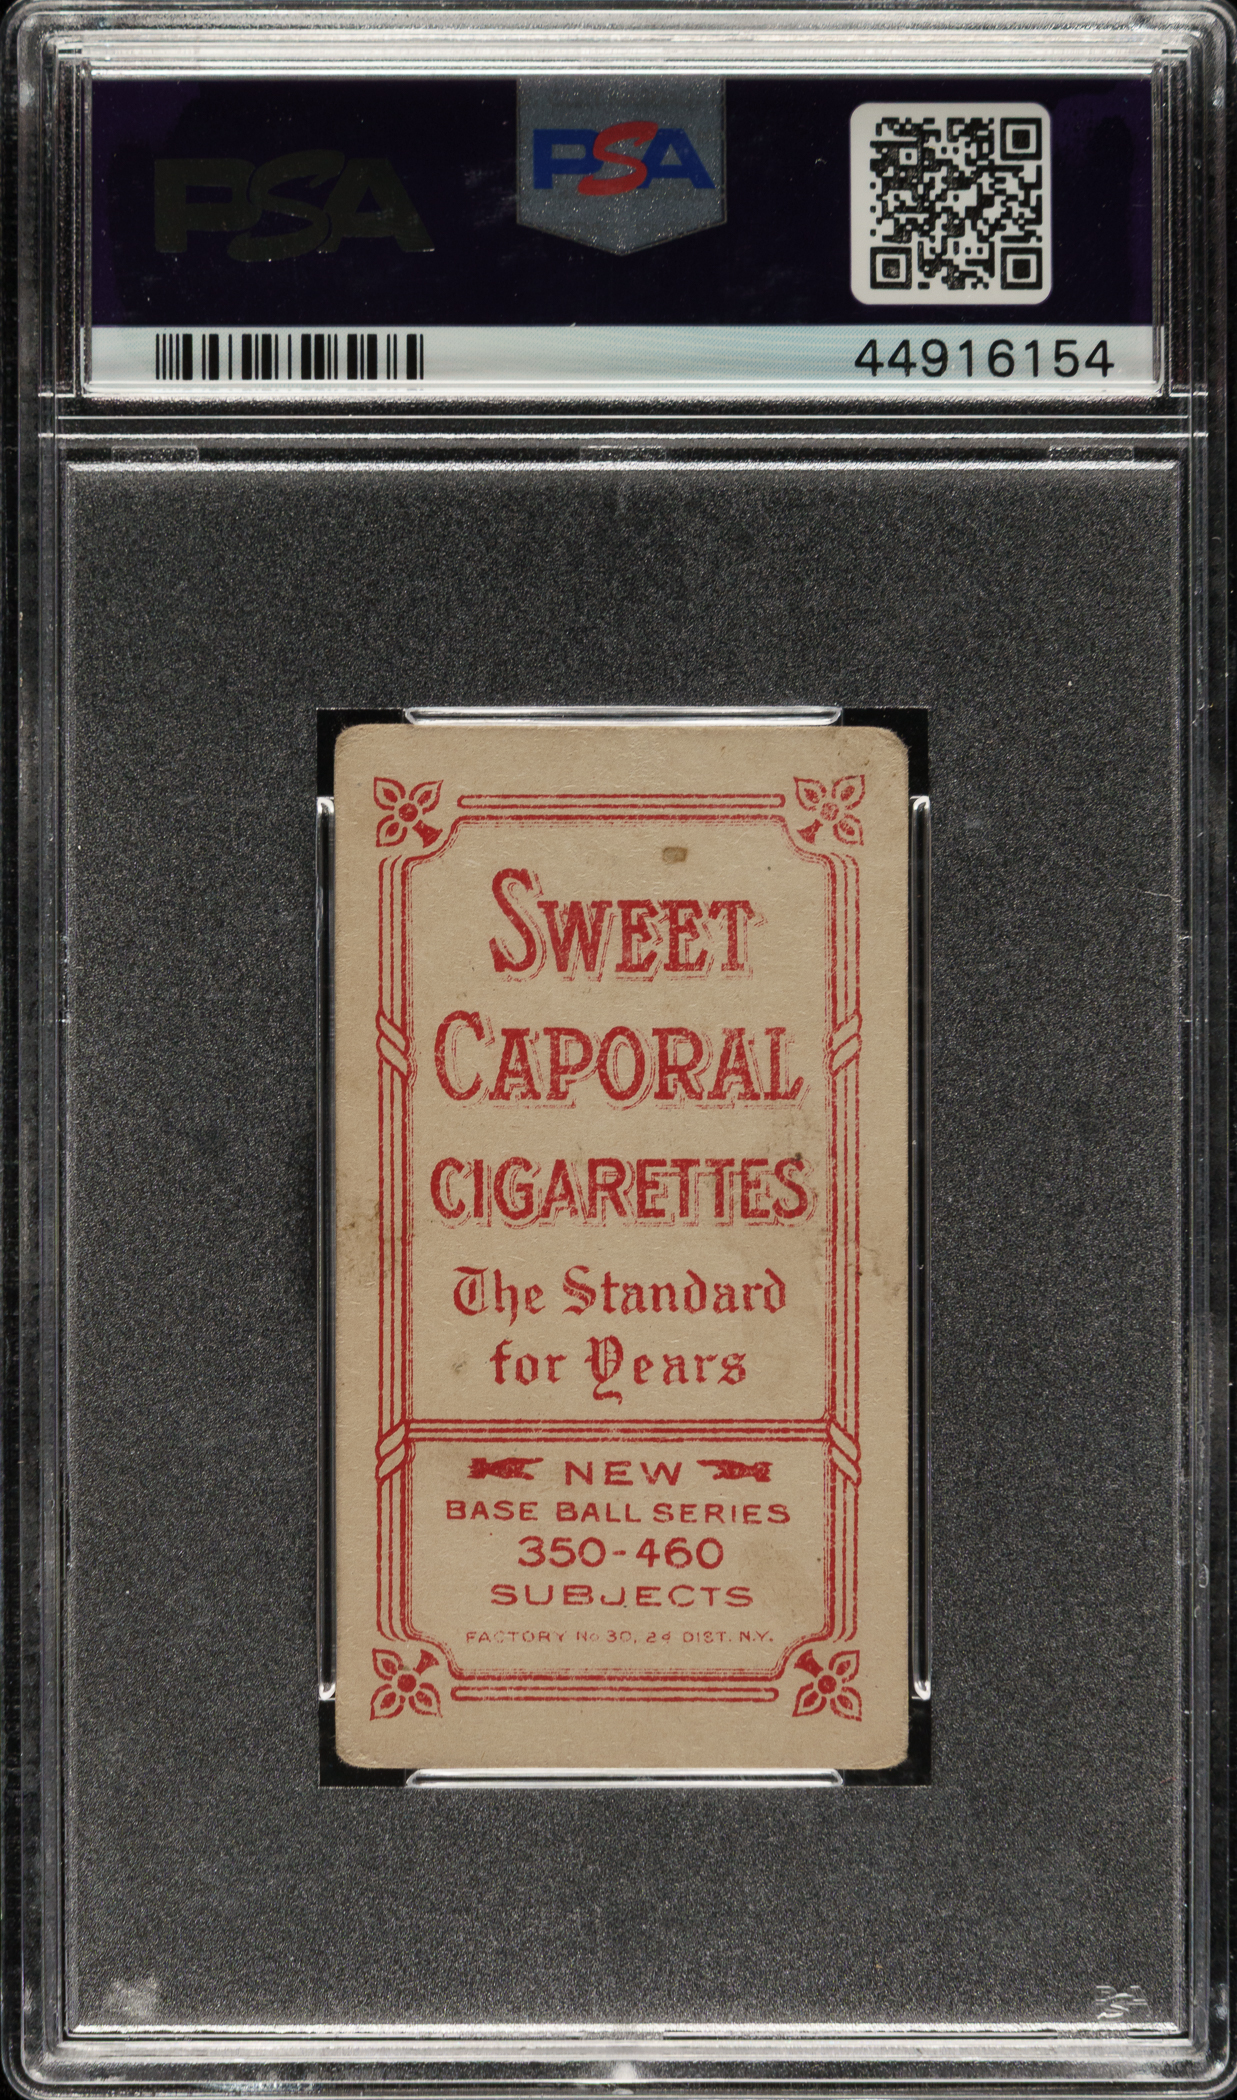 PSA
PSA
44916154
SWEET
CAPORAL
CIGARETTES
The Standard
for Years
NEW
BASE BALL SERIES
350-460
SUBJECTS
FACTORY No 30, 2d DIST. N.Y.